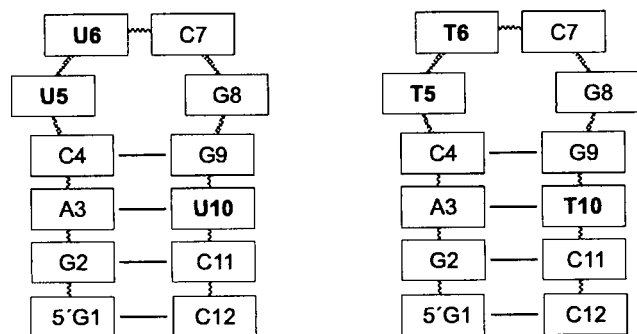 U6 C7
U5 G8
C4 G9
A3 U10
G2 C11
5´G1 C12
T6 C7
T5 G8
C4 G9
A3 T10
G2 C11
5´G1 C12